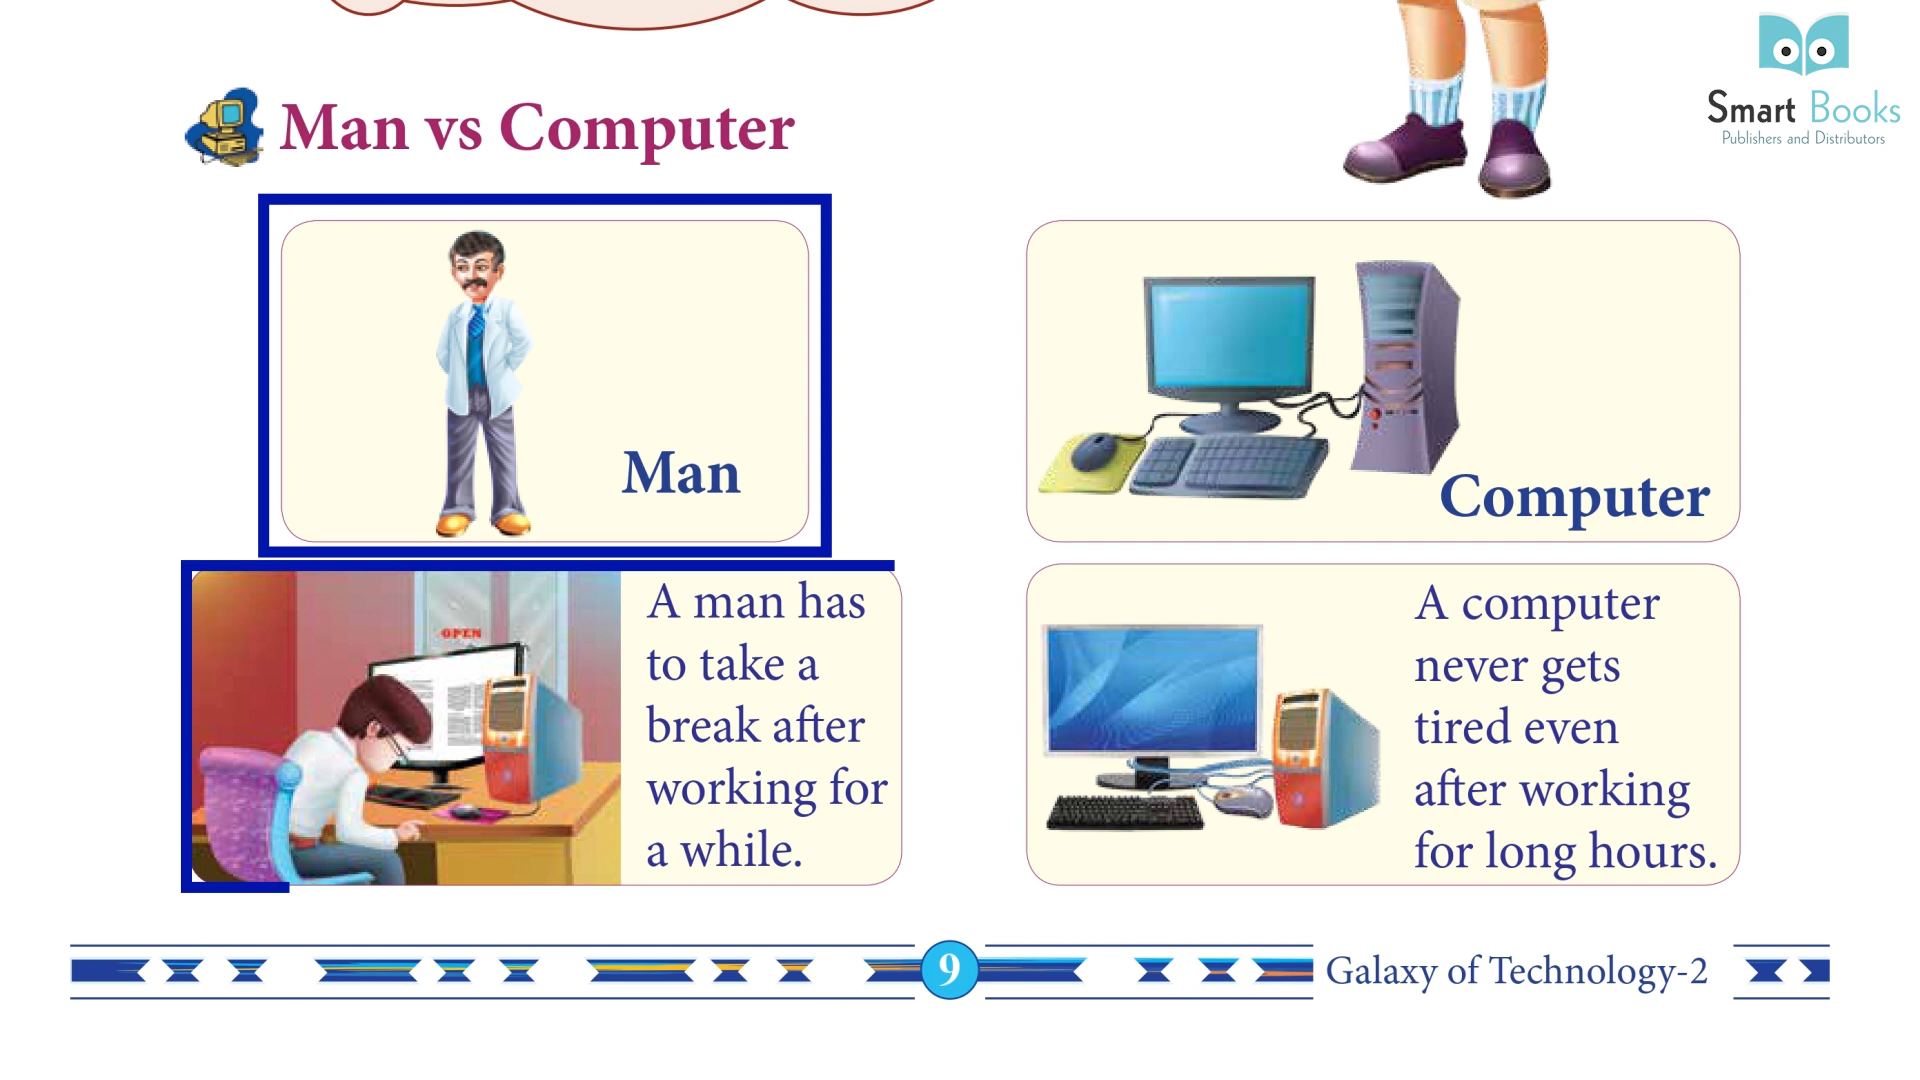 Smart Books
Publishers and Distributors
Man vs Computer
Man
Computer
OPEN
A man has
to take a
break after
working for
a while.
A computer
never gets
tired even
after working
for long hours.
9
Galaxy of Technology-2